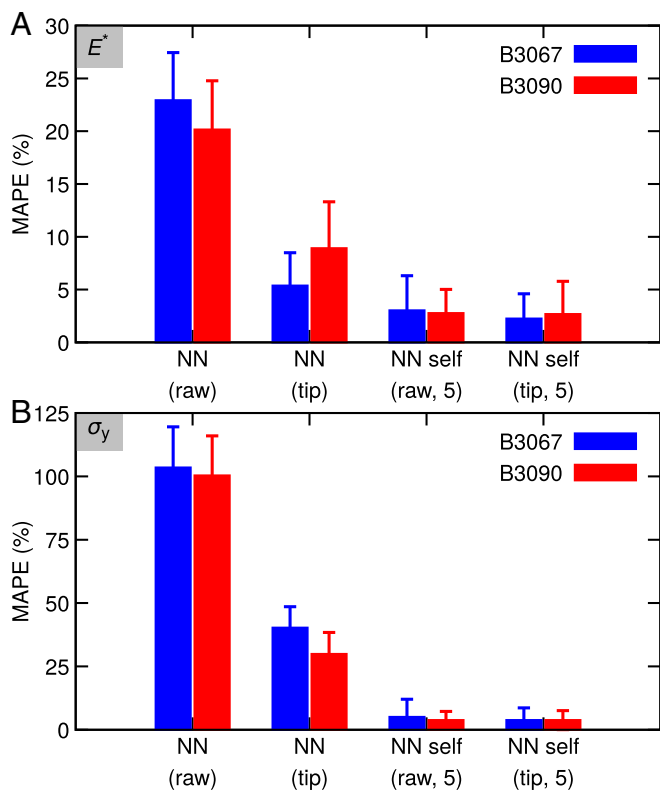 A
E*
B3067
B3090
MAPE (%)
30
25
20
15
10
5
0
NN NN NN self NN self
(raw) (tip) (raw, 5) (tip, 5)
B
σy
B3067
B3090
MAPE (%)
125
100
75
50
25
0
NN NN NN self NN self
(raw) (tip) (raw, 5) (tip, 5)